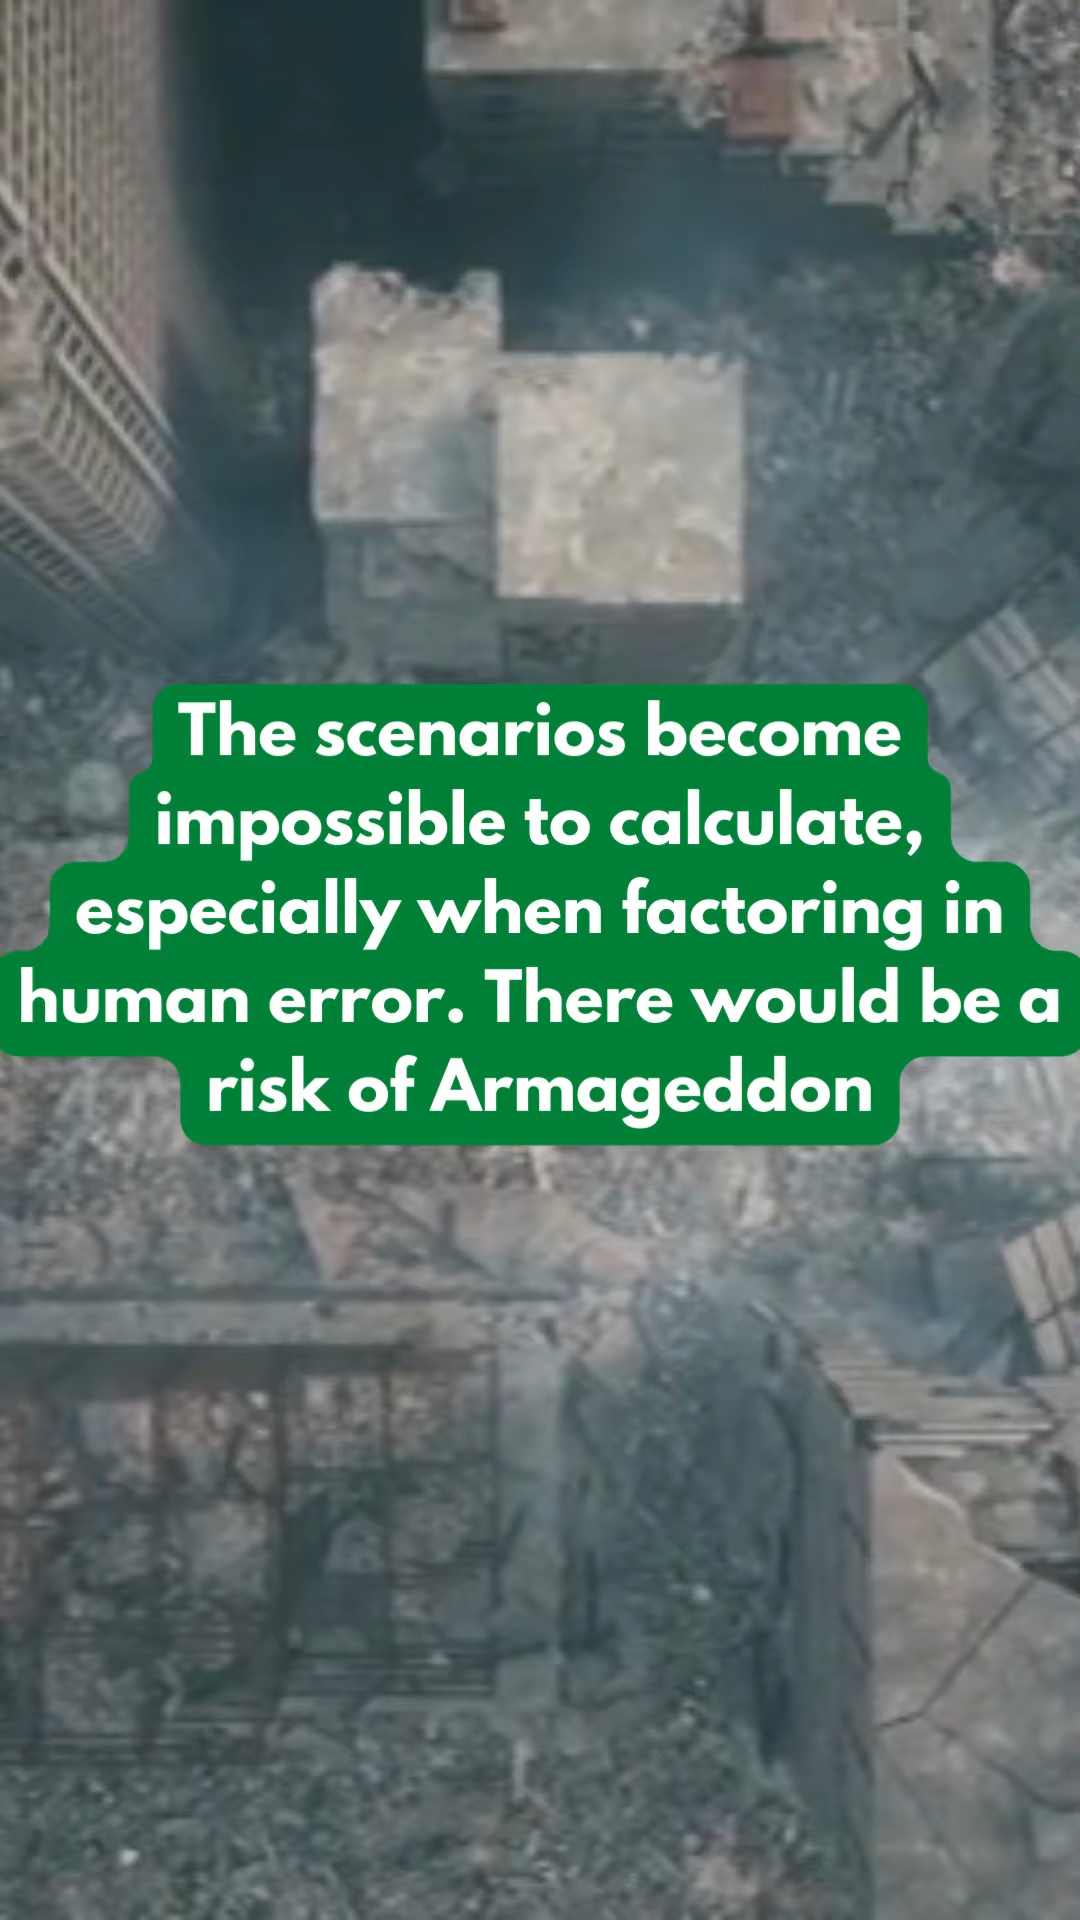 The scenarios become
impossible to calculate,
especially when factoring in
human error. There would be a
risk of Armageddon